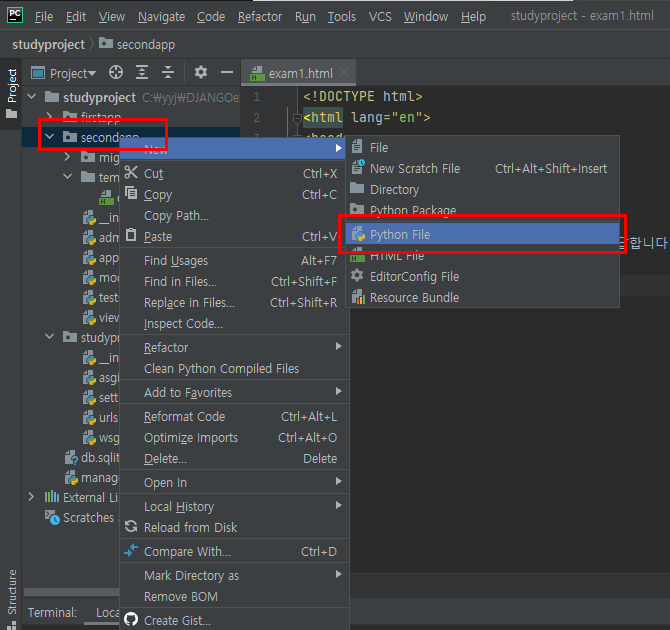 PC File Edit View Navigate Code Refactor Run Tools VCS Window Help studyproject - exam1.html
studyproject secondapp
Project
Project exam1.html
studyproject C:₩yyj₩DJANGOe
firstapp
secondapp
mig
tem
__in
adm
app
mod
tests
view
studypr
__in
asgi
sett
urls
wsg
db.sqlit
manag
External Li
Scratches
1 <!DOCTYPE html>
2 <html lang="en">
3 <body
답합니다
New
Cut Ctrl+X
Copy Ctrl+C
Copy Path...
Paste Ctrl+V
Find Usages Alt+F7
Find in Files... Ctrl+Shift+F
Replace in Files... Ctrl+Shift+R
Inspect Code...
Refactor
Clean Python Compiled Files
Add to Favorites
Reformat Code Ctrl+Alt+L
Optimize Imports Ctrl+Alt+O
Delete... Delete
Open In
Local History
Reload from Disk
Compare With... Ctrl+D
Mark Directory as
Remove BOM
Create Gist...
File
New Scratch File Ctrl+Alt+Shift+Insert
Directory
Python Package
Python File
HTML File
EditorConfig File
Resource Bundle
Structure
Terminal: Loca